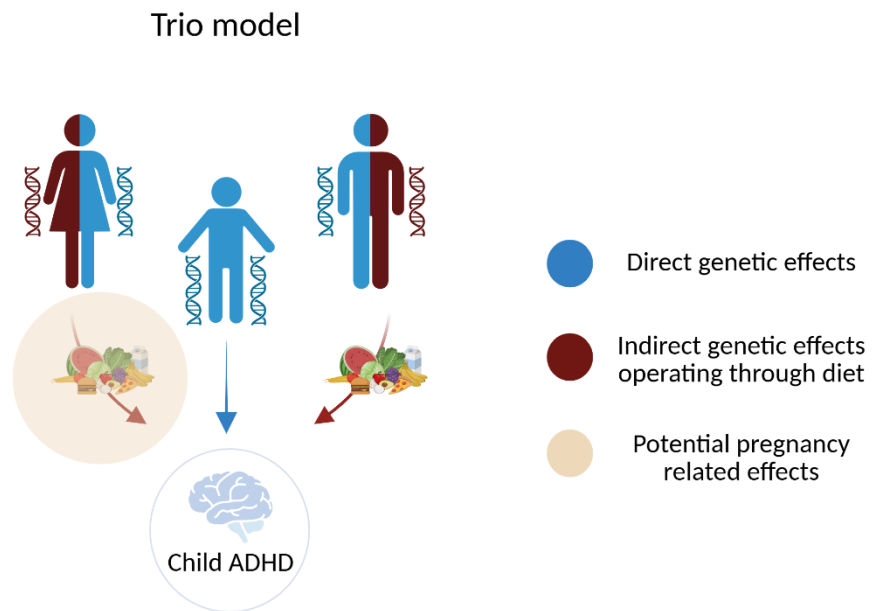 Trio model
Direct genetic effects
Indirect genetic effects
operating through diet
Potential pregnancy
related effects
Child ADHD